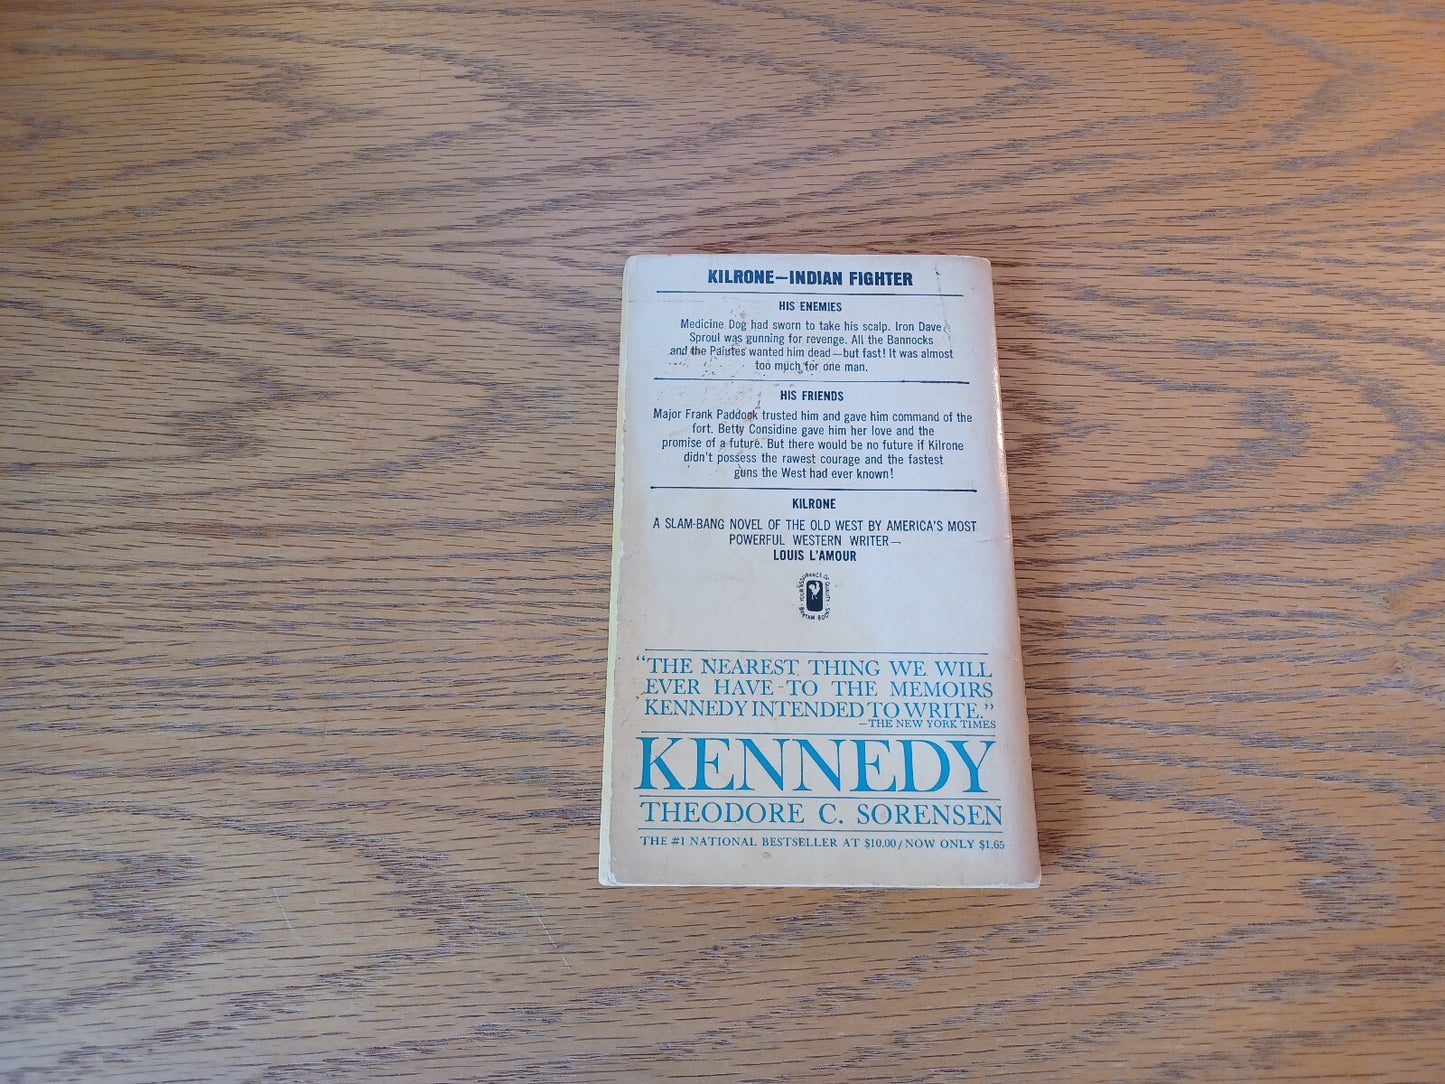 KILRONE—INDIAN FIGHTER
HIS ENEMIES
Medicine Dog had sworn to take his scalp. Iron Dave
Sproul was gunning for revenge. All the Bannocks
and the Paiutes wanted him dead—but fast! It was almost
too much for one man.
HIS FRIENDS
Major Frank Paddock trusted him and gave him command of the
fort. Betty Considine gave him her love and the
promise of a future. But there would be no future if Kilrone
didn't possess the rawest courage and the fastest
guns the West had ever known!
KILRONE
A SLAM-BANG NOVEL OF THE OLD WEST BY AMERICA'S MOST
POWERFUL WESTERN WRITER—
LOUIS L'AMOUR
YOUR ASSURANCE OF QUALITY
BANTAM BOOKS
"THE NEAREST THING WE WILL
EVER HAVE TO THE MEMOIRS
KENNEDY INTENDED TO WRITE."
—THE NEW YORK TIMES
KENNEDY
THEODORE C. SORENSEN
THE #1 NATIONAL BESTSELLER AT $10.00/NOW ONLY $1.65